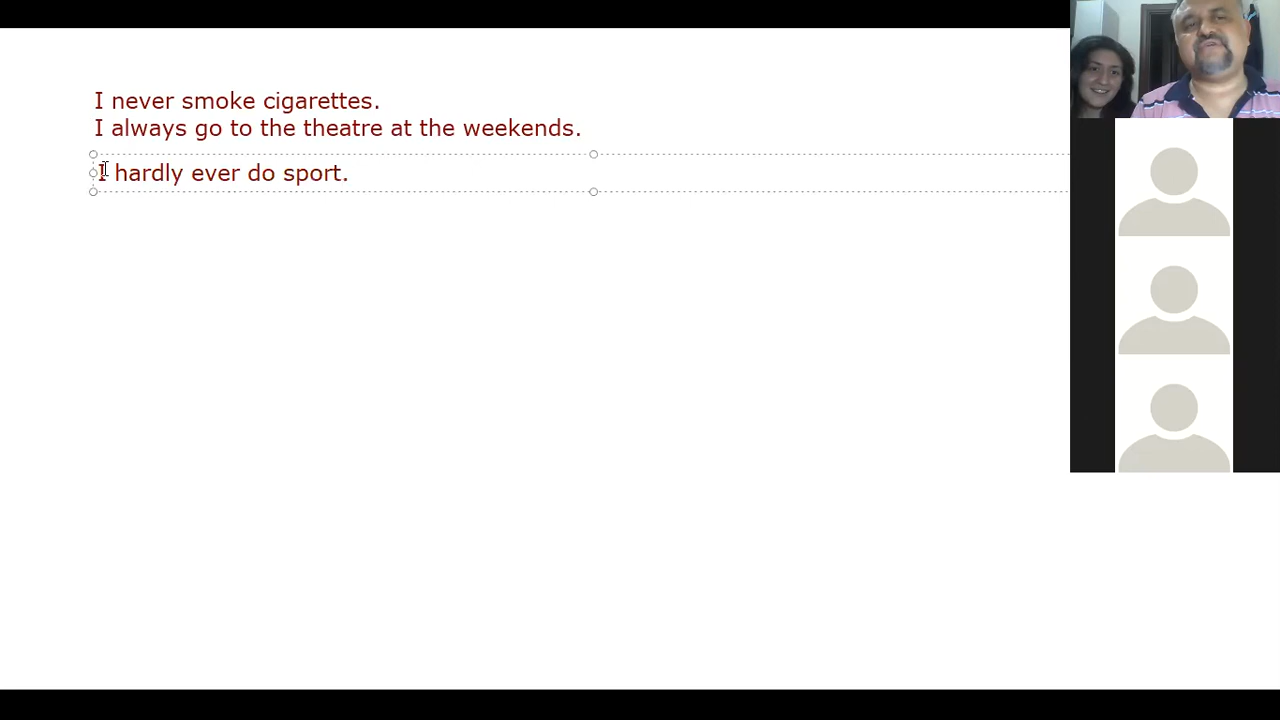 I never smoke cigarettes.
I always go to the theatre at the weekends.
I hardly ever do sport.